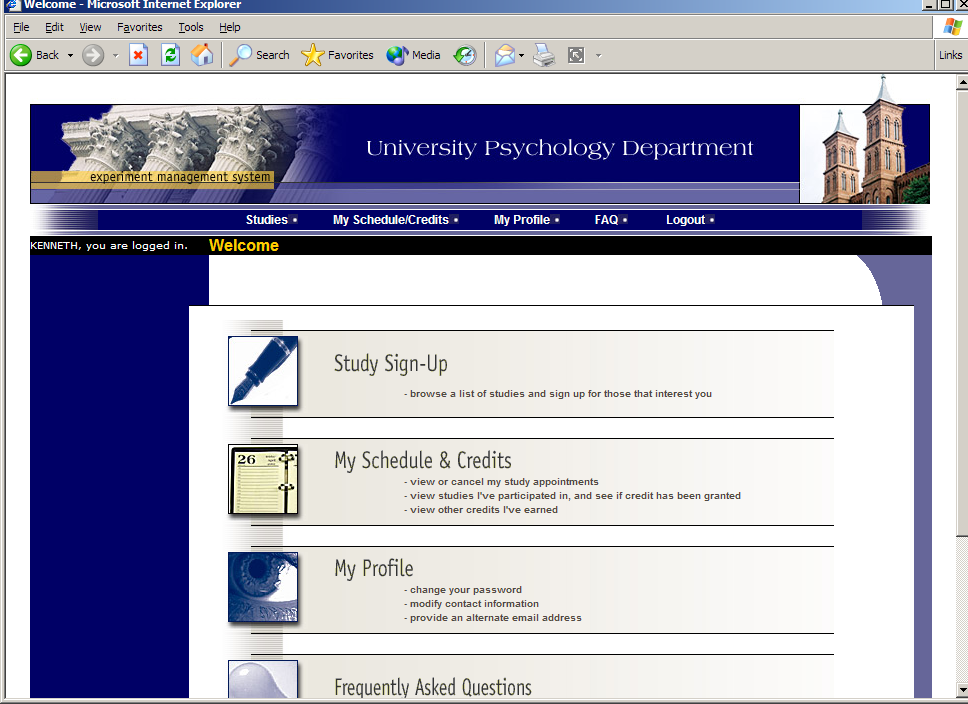 Welcome - Microsoft Internet Explorer
File Edit View Favorites Tools Help
Back Search Favorites Media Links
University Psychology Department
experiment management system
Studies My Schedule/Credits My Profile FAQ Logout
KENNETH, you are logged in. Welcome
Study Sign-Up
- browse a list of studies and sign up for those that interest you
26
My Schedule & Credits
- view or cancel my study appointments
- view studies I've participated in, and see if credit has been granted
- view other credits I've earned
My Profile
- change your password
- modify contact information
- provide an alternate email address
Frequently Asked Questions